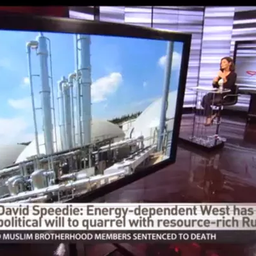 David Speedie: Energy-dependent West has
political will to quarrel with resource-rich Ru
MUSLIM BROTHERHOOD MEMBERS SENTENCED TO DEATH